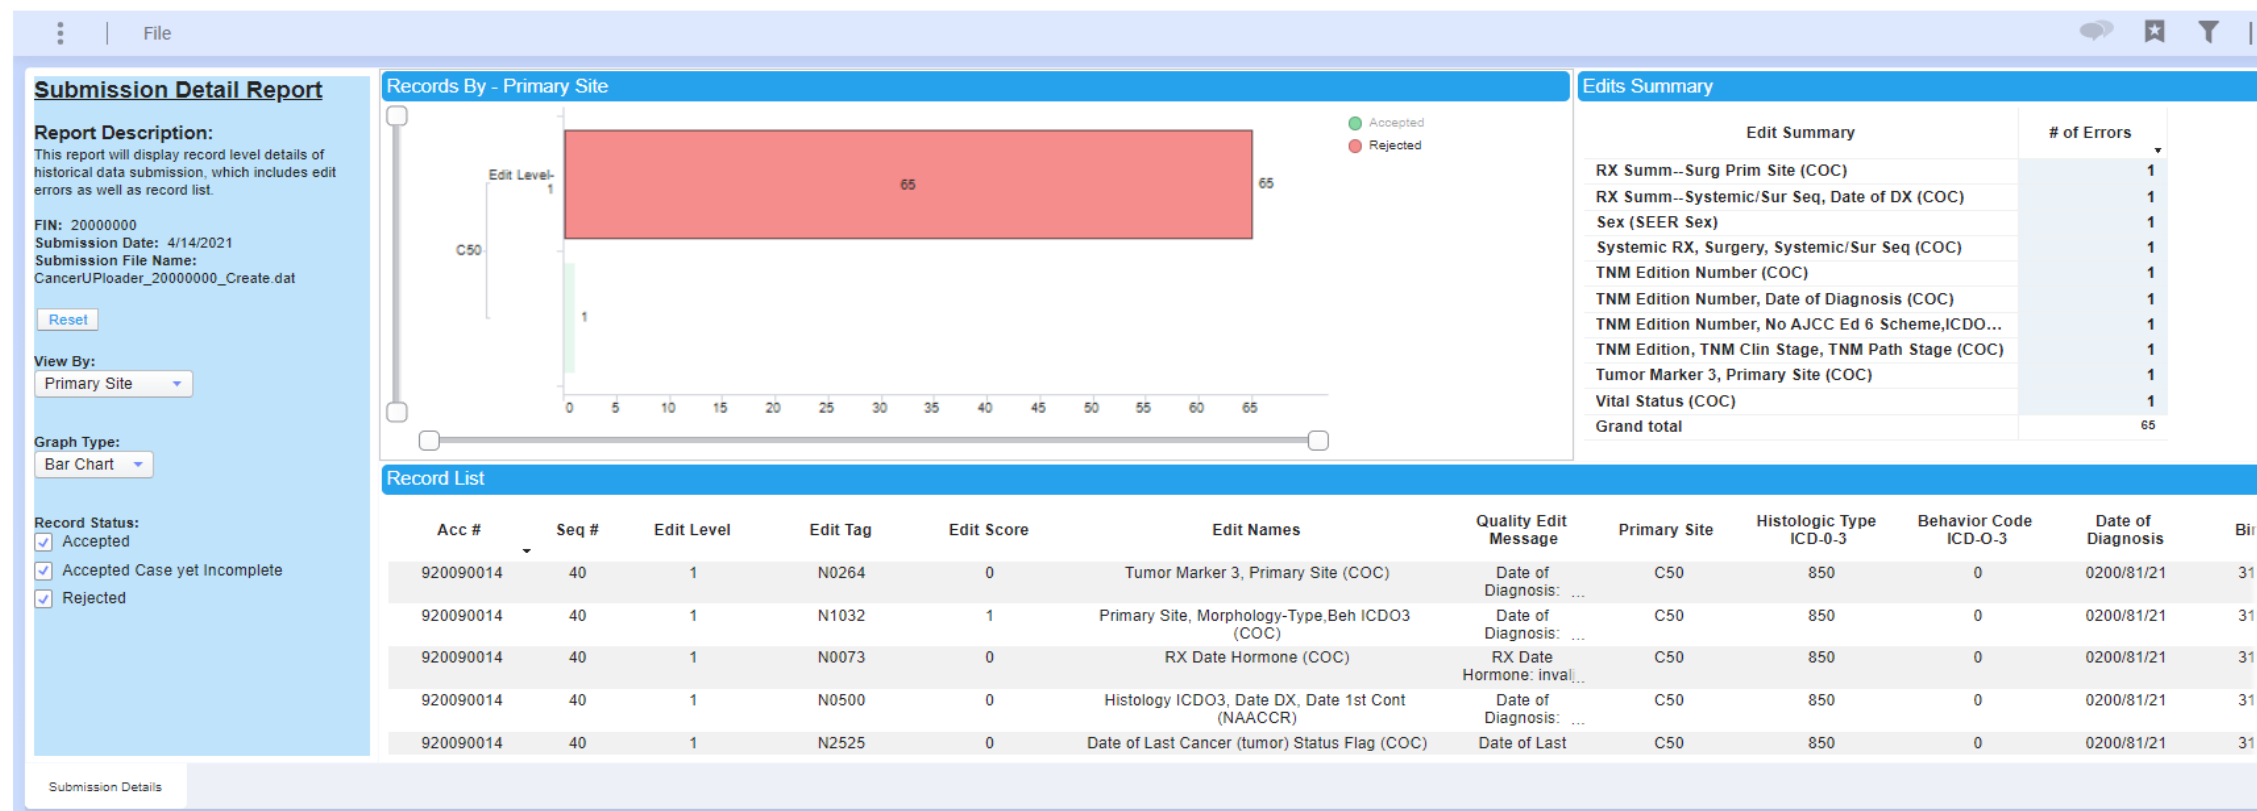 File
Submission Detail Report
Report Description:
This report will display record level details of
historical data submission, which includes edit
errors as well as record list.
FIN: 20000000
Submission Date: 4/14/2021
Submission File Name:
CancerUPloader_20000000_Create.dat
Reset
View By:
Primary Site
Graph Type:
Bar Chart
Record Status:
Accepted
Accepted Case yet Incomplete
Rejected
Records By - Primary Site
Accepted
Rejected
Edit Level-
1
65
65
C50
1
0 5 10 15 20 25 30 35 40 45 50 55 60 65
Edits Summary
Edit Summary # of Errors
RX Summ--Surg Prim Site (COC) 1
RX Summ--Systemic/Sur Seq, Date of DX (COC) 1
Sex (SEER Sex) 1
Systemic RX, Surgery, Systemic/Sur Seq (COC) 1
TNM Edition Number (COC) 1
TNM Edition Number, Date of Diagnosis (COC) 1
TNM Edition Number, No AJCC Ed 6 Scheme,ICDO... 1
TNM Edition, TNM Clin Stage, TNM Path Stage (COC) 1
Tumor Marker 3, Primary Site (COC) 1
Vital Status (COC) 1
Grand total 65
Record List
Acc # Seq # Edit Level Edit Tag Edit Score Edit Names Quality Edit Message Primary Site Histologic Type ICD-0-3 Behavior Code ICD-O-3 Date of Diagnosis Bir
920090014 40 1 N0264 0 Tumor Marker 3, Primary Site (COC) Date of Diagnosis: ... C50 850 0 0200/81/21 31
920090014 40 1 N1032 1 Primary Site, Morphology-Type,Beh ICDO3 (COC) Date of Diagnosis: ... C50 850 0 0200/81/21 31
920090014 40 1 N0073 0 RX Date Hormone (COC) RX Date Hormone: invali... C50 850 0 0200/81/21 31
920090014 40 1 N0500 0 Histology ICDO3, Date DX, Date 1st Cont (NAACCR) Date of Diagnosis: ... C50 850 0 0200/81/21 31
920090014 40 1 N2525 0 Date of Last Cancer (tumor) Status Flag (COC) Date of Last C50 850 0 0200/81/21 31
Submission Details